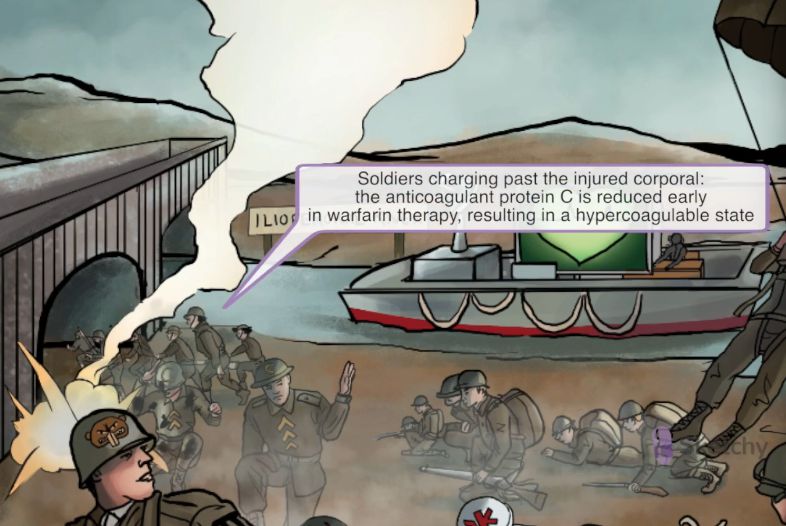 Soldiers charging past the injured corporal:
the anticoagulant protein C is reduced early
in warfarin therapy, resulting in a hypercoagulable state